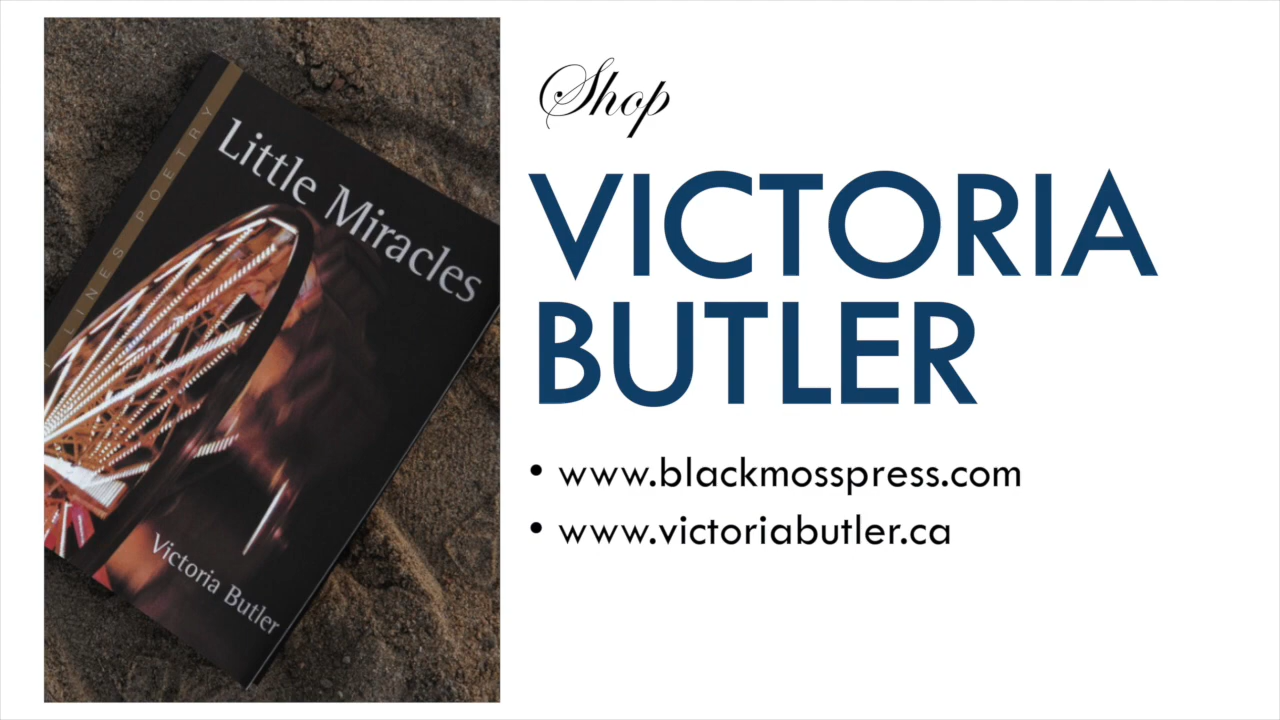 Shop
VICTORIA
BUTLER
• www.blackmosspress.com
• www.victoriabutler.ca
LINES POETRY
Little Miracles
Victoria Butler